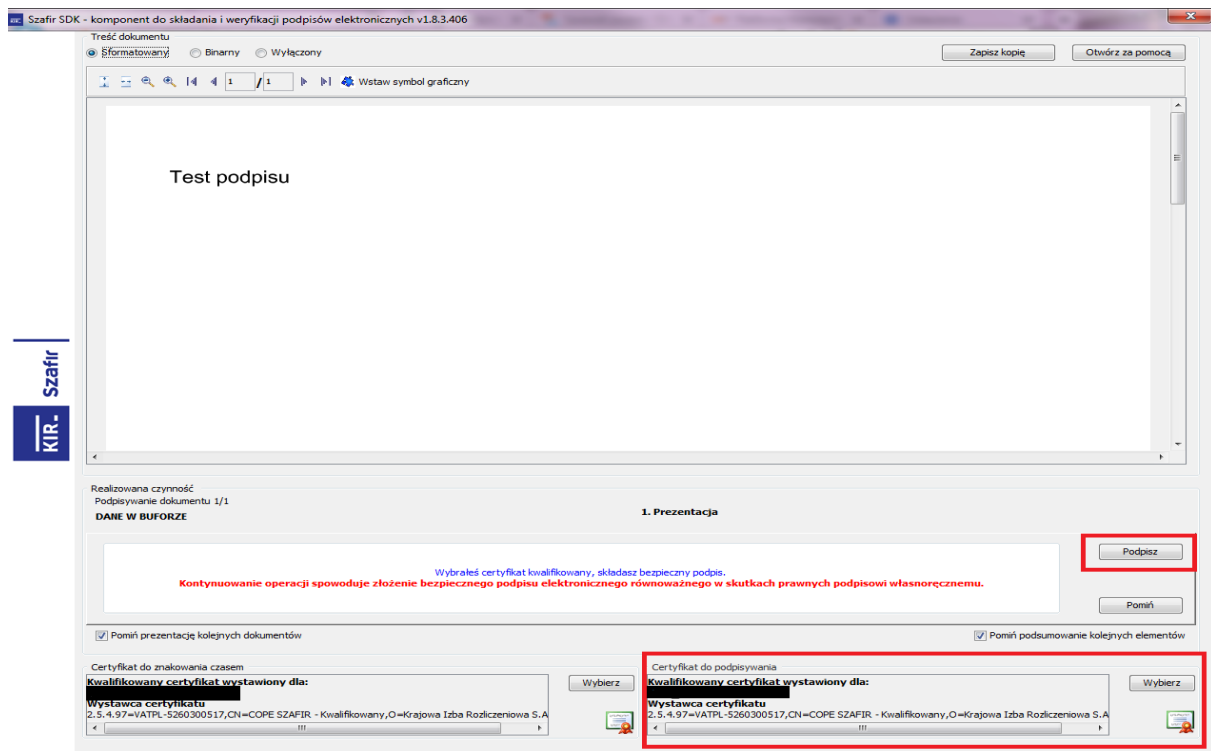 Szafir SDK - komponent do składania i weryfikacji podpisów elektronicznych v1.8.3.406
Treść dokumentu
Sformatowany Binarny Wyłączony Zapisz kopię Otwórz za pomocą
1 / 1 Wstaw symbol graficzny
Test podpisu
KIR. Szafir
Realizowana czynność
Podpisywanie dokumentu 1/1
DANE W BUFORZE
1. Prezentacja
Podpisz
Wybrałeś certyfikat kwalifikowany, składasz bezpieczny podpis.
Kontynuowanie operacji spowoduje złożenie bezpiecznego podpisu elektronicznego równoważnego w skutkach prawnych podpisowi własnoręcznemu.
Pomiń
Pomiń prezentację kolejnych dokumentów Pomiń podsumowanie kolejnych elementów
Certyfikat do znakowania czasem
Kwalifikowany certyfikat wystawiony dla: Wybierz
Wystawca certyfikatu
2.5.4.97=VATPL-5260300517,CN=COPE SZAFIR - Kwalifikowany,O=Krajowa Izba Rozliczeniowa S.A
Certyfikat do podpisywania
Kwalifikowany certyfikat wystawiony dla: Wybierz
Wystawca certyfikatu
2.5.4.97=VATPL-5260300517,CN=COPE SZAFIR - Kwalifikowany,O=Krajowa Izba Rozliczeniowa S.A